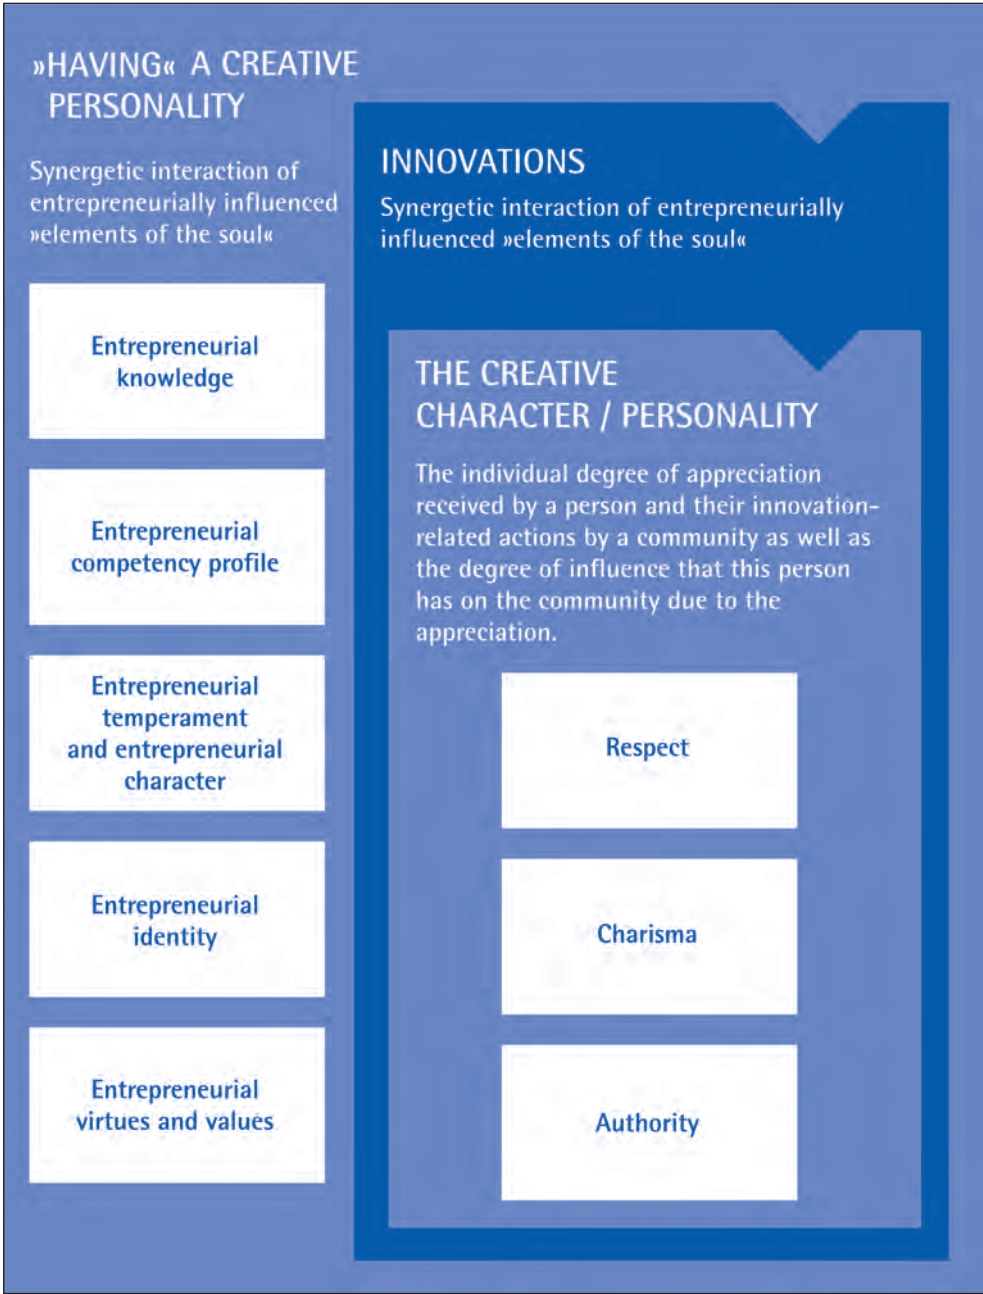 »HAVING« A CREATIVE
PERSONALITY
Synergetic interaction of
entrepreneurially influenced
»elements of the soul«
Entrepreneurial
knowledge
Entrepreneurial
competency profile
Entrepreneurial
temperament
and entrepreneurial
character
Entrepreneurial
identity
Entrepreneurial
virtues and values
INNOVATIONS
Synergetic interaction of entrepreneurially
influenced »elements of the soul«
THE CREATIVE
CHARACTER / PERSONALITY
The individual degree of appreciation
received by a person and their innovation-
related actions by a community as well as
the degree of influence that this person
has on the community due to the
appreciation.
Respect
Charisma
Authority